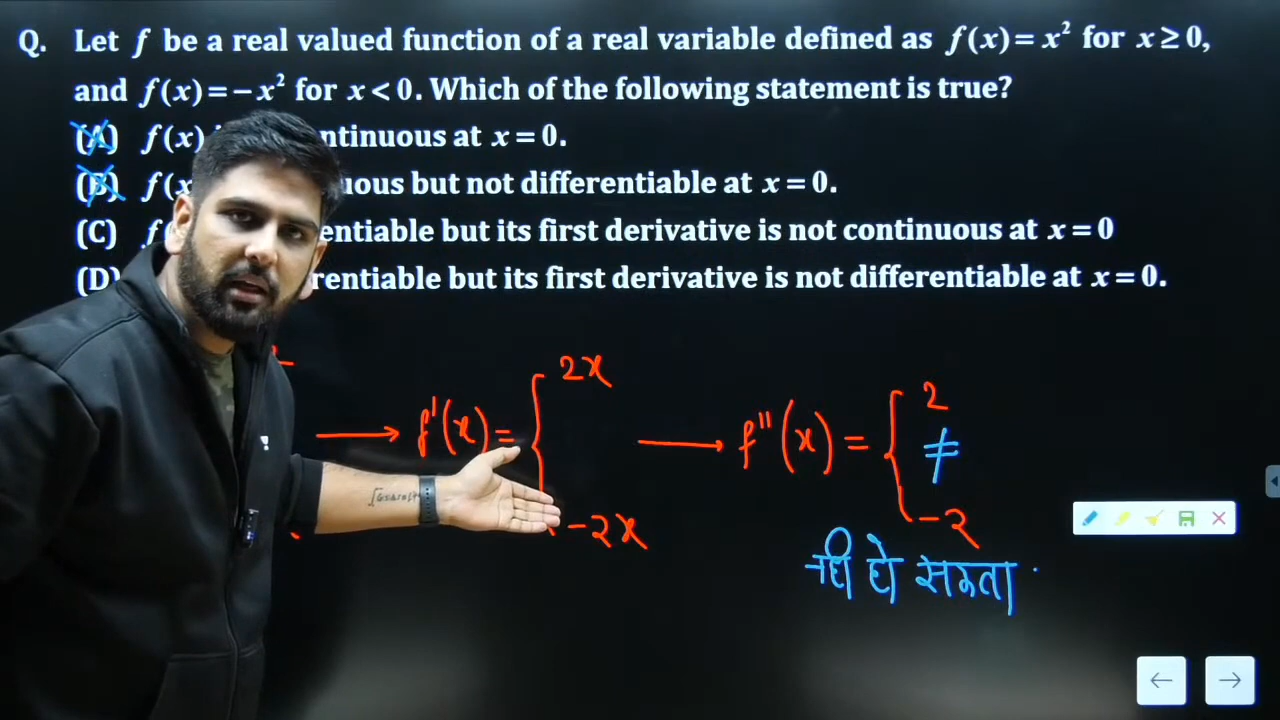 Q. Let f be a real valued function of a real variable defined as f(x) = x² for x ≥ 0,
and f(x) = − x² for x < 0. Which of the following statement is true?
(A) f(x) ntinuous at x = 0.
(B) f(x uous but not differentiable at x = 0.
(C) f( entiable but its first derivative is not continuous at x = 0
(D) rentiable but its first derivative is not differentiable at x = 0.
→ f'(x) = { 2x
−2x
→ f''(x) = { 2
≠
−2
नही हो सकता